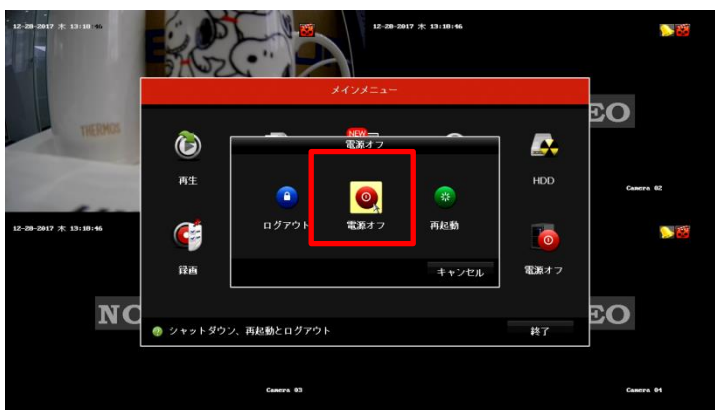 12-28-2017 木 13:18:46
12-28-2017 木 13:18:46
THERMOS
メインメニュー
EO
NEW
電源オフ
再生
HDD
Camera 02
ログアウト
電源オフ
再起動
12-28-2017 木 13:18:46
録画
キャンセル
電源オフ
NO
EO
シャットダウン、再起動とログアウト
終了
Camera 03
Camera 04